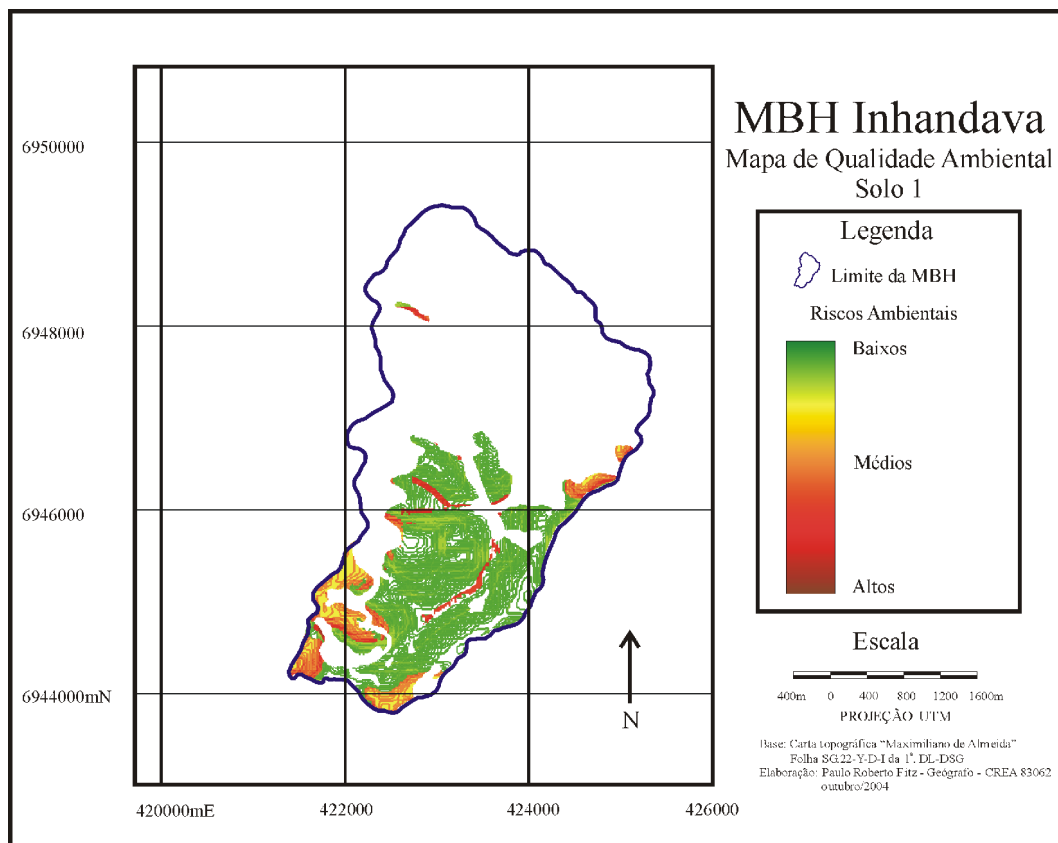 MBH Inhandava
Mapa de Qualidade Ambiental
Solo 1
Legenda
Limite da MBH
Riscos Ambientais
Baixos
Médios
Altos
Escala
400m 0 400 800 1200 1600m
PROJEÇÃO UTM
Base: Carta topográfica "Maximiliano de Almeida"
Folha SG.22-Y-D-I da 1ª. DL-DSG
Elaboração: Paulo Roberto Fitz - Geógrafo - CREA 83062
outubro/2004
N
6950000
6948000
6946000
6944000mN
420000mE 422000 424000 426000